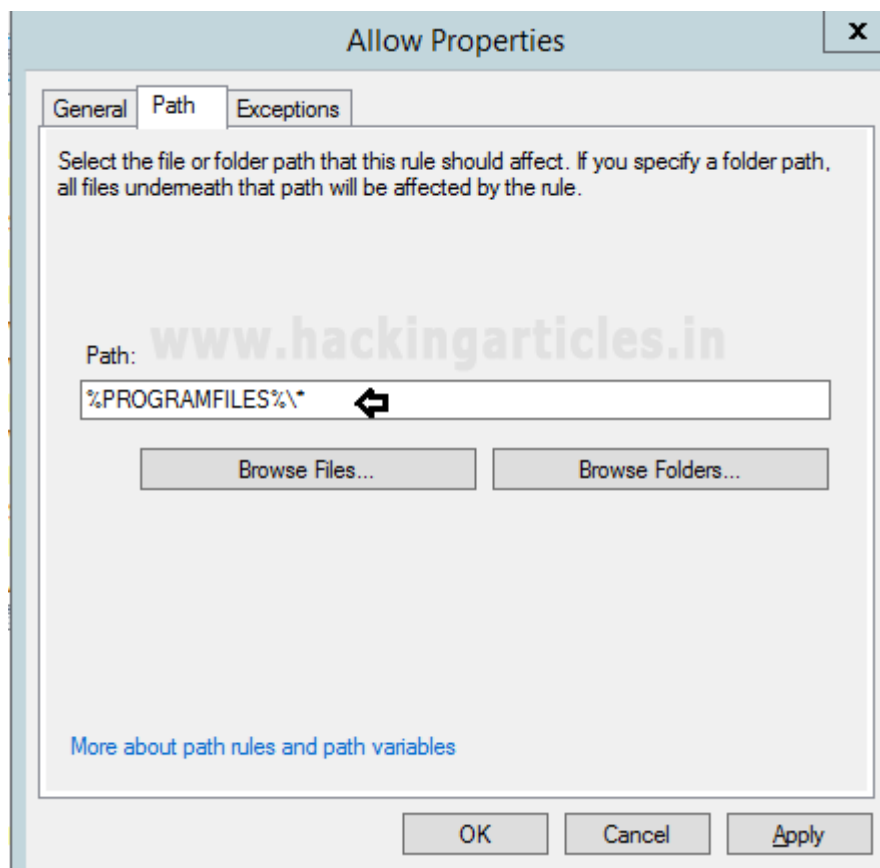 Allow Properties
x
General Path Exceptions
Select the file or folder path that this rule should affect. If you specify a folder path,
all files underneath that path will be affected by the rule.
www.hackingarticles.in
Path:
%PROGRAMFILES%\*
Browse Files... Browse Folders...
More about path rules and path variables
OK Cancel Apply